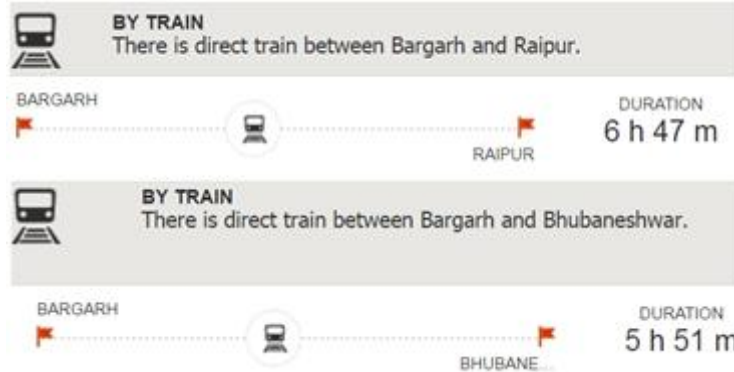 BY TRAIN
There is direct train between Bargarh and Raipur.
BARGARH
RAIPUR
DURATION
6 h 47 m
BY TRAIN
There is direct train between Bargarh and Bhubaneshwar.
BARGARH
BHUBANE...
DURATION
5 h 51 m